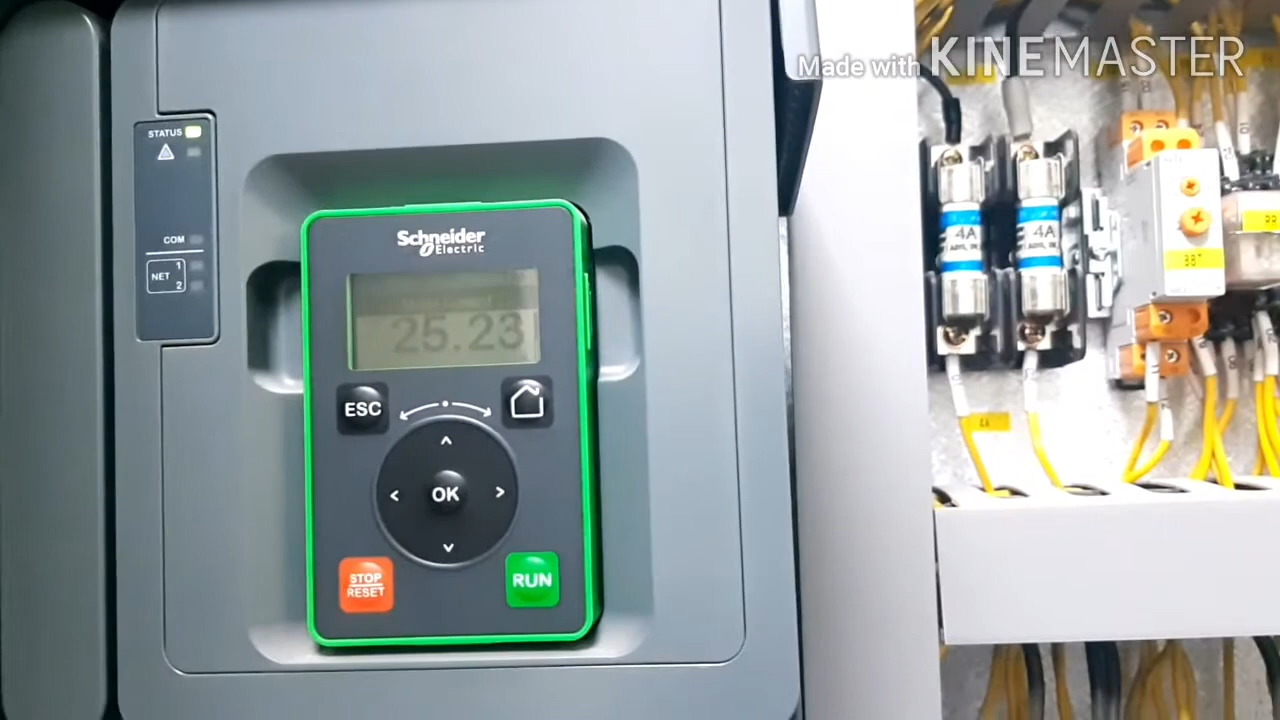 Made with KINEMASTER
STATUS
COM
NET 1
2
Schneider
Electric
25.23
ESC
OK
STOP
RESET
RUN
4A
4A